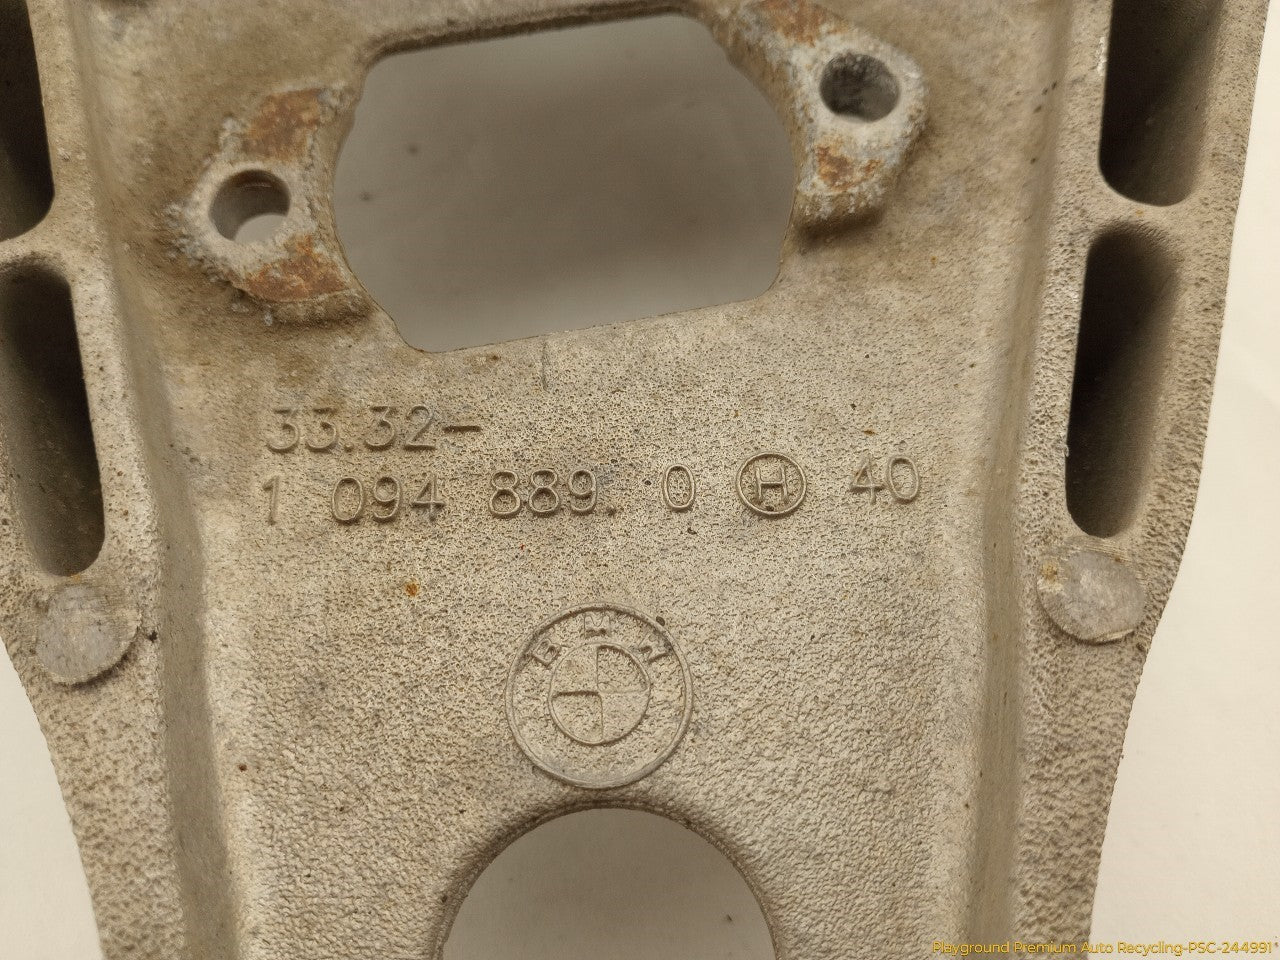 33.32-
1 094 889.0 H 40
BMW
Playground Premium Auto Recycling-PSC-244991